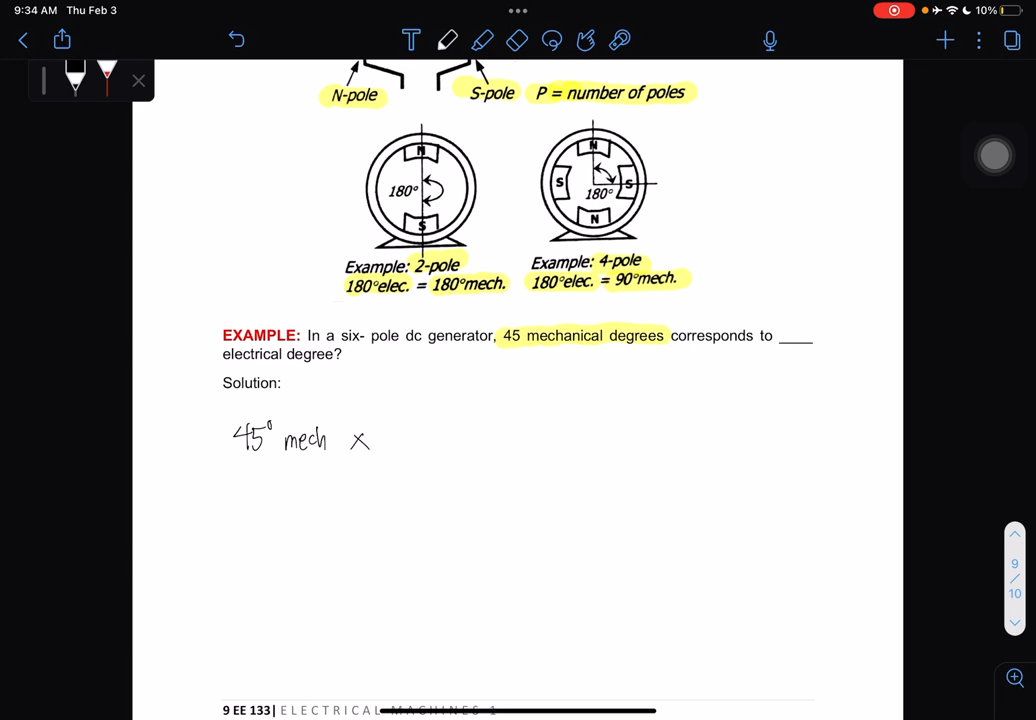 9:34 AM Thu Feb 3
10%
N-pole
S-pole
P = number of poles
N
180°
S
N
S
S
180°
N
Example: 2-pole
180°elec. = 180°mech.
Example: 4-pole
180°elec. = 90°mech.
EXAMPLE: In a six- pole dc generator, 45 mechanical degrees corresponds to ____
electrical degree?
Solution:
45° mech x
9
/
10
9 EE 133| ELECTRICAL MACHINES 1